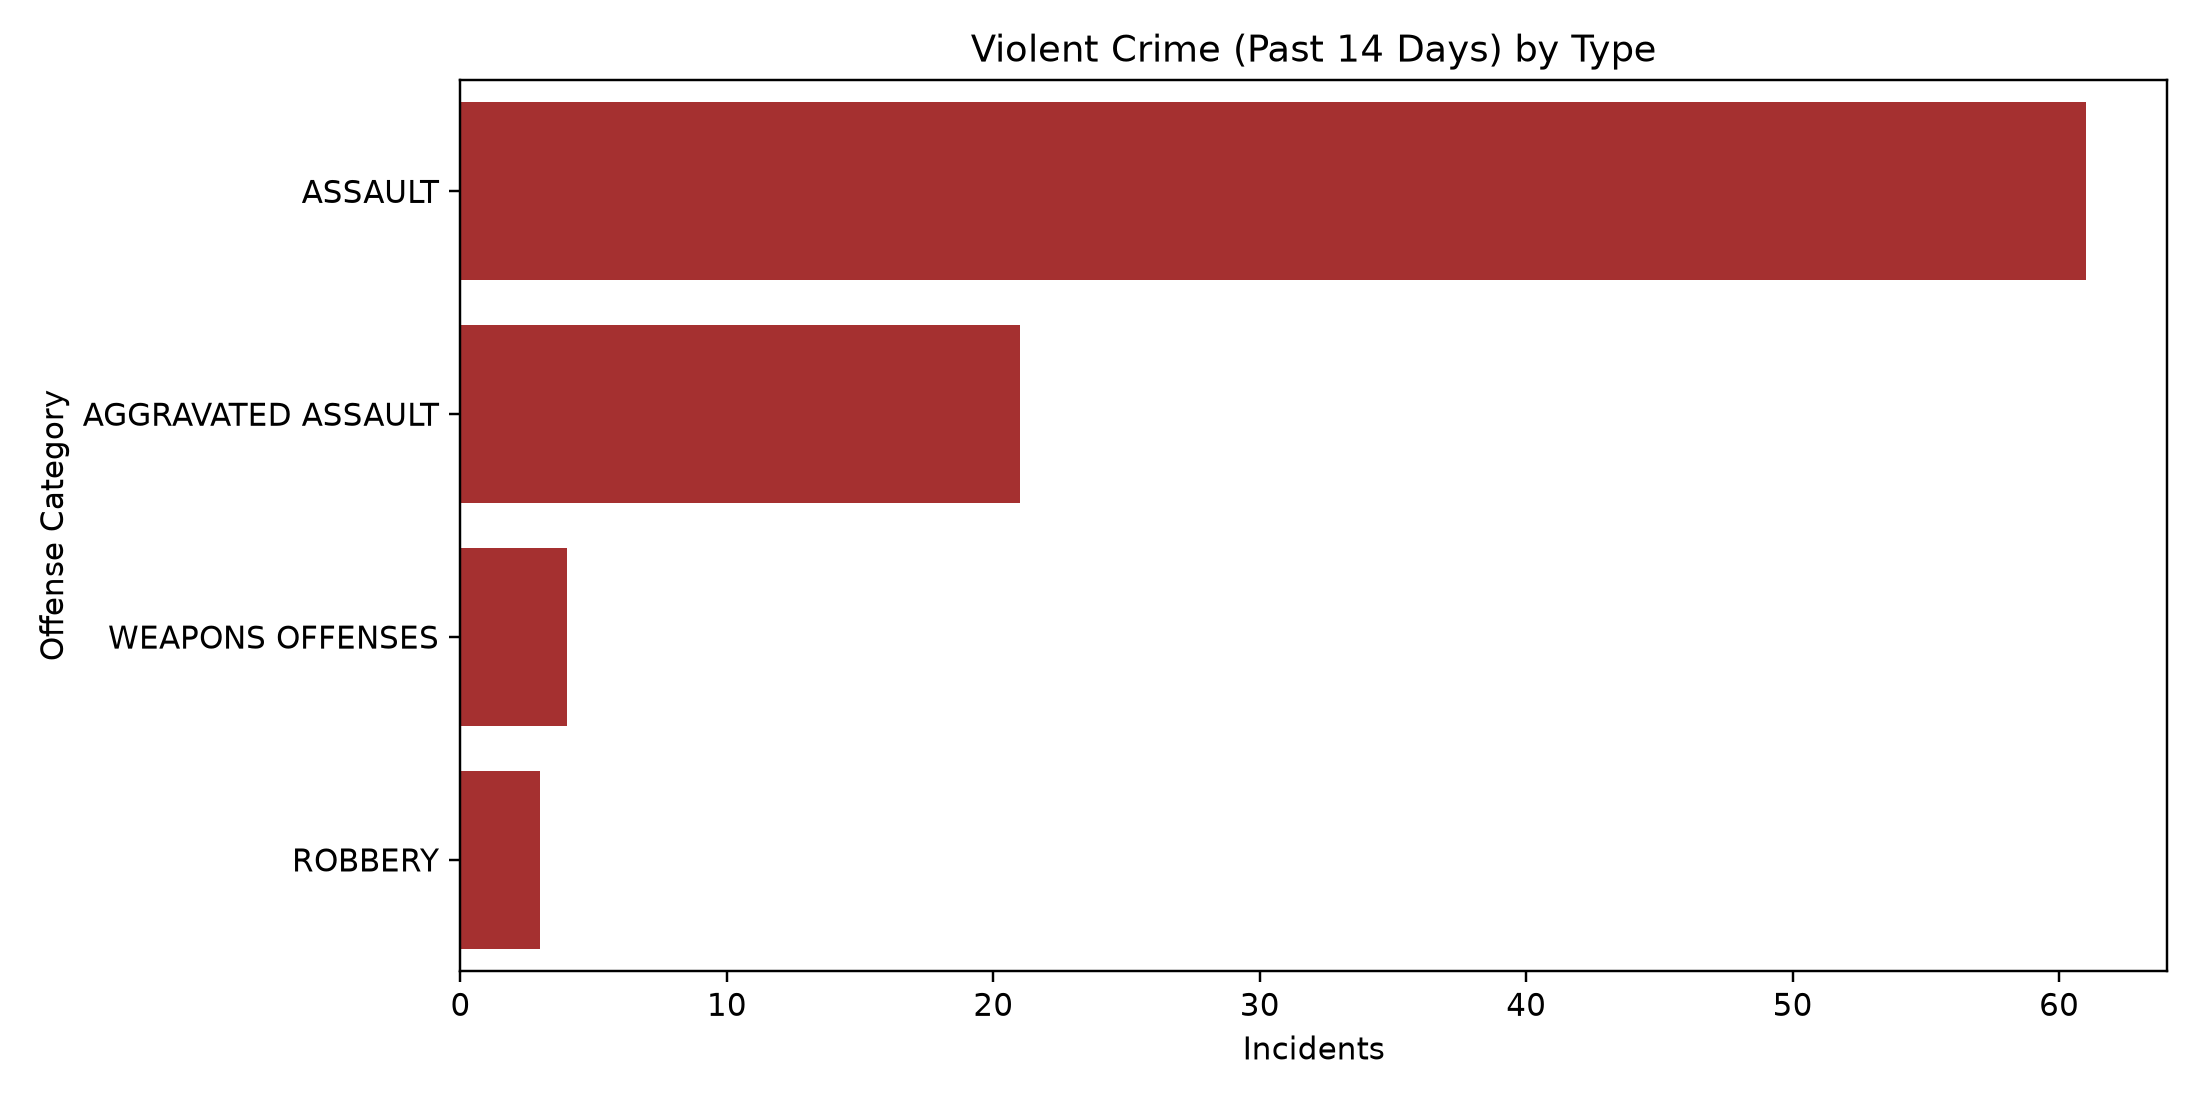 Violent Crime (Past 14 Days) by Type
Offense Category
ASSAULT
AGGRAVATED ASSAULT
WEAPONS OFFENSES
ROBBERY
0 10 20 30 40 50 60
Incidents